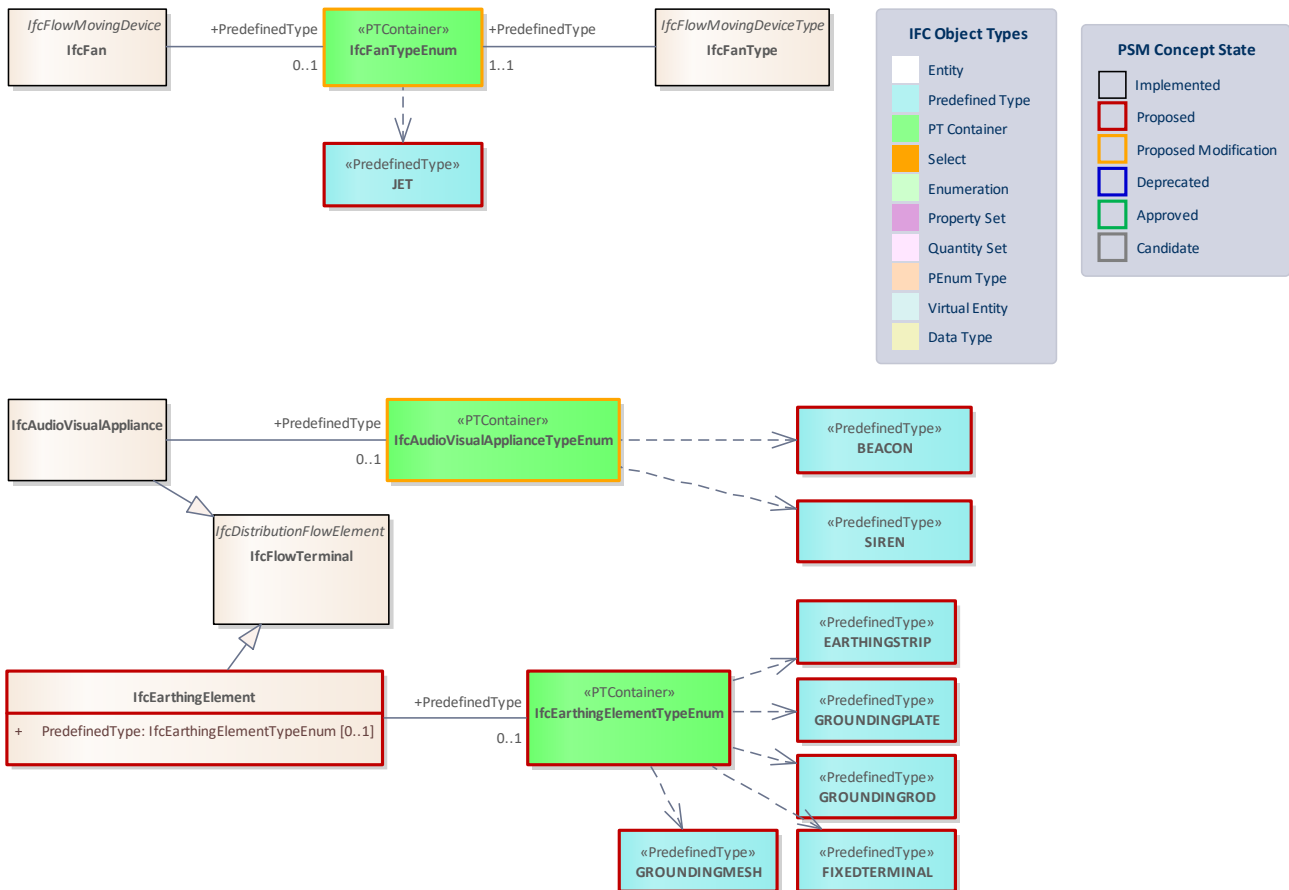 IfcFlowMovingDevice
IfcFan
+PredefinedType
0..1
«PTContainer»
IfcFanTypeEnum
+PredefinedType
1..1
IfcFlowMovingDeviceType
IfcFanType
«PredefinedType»
JET
IFC Object Types
Entity
Predefined Type
PT Container
Select
Enumeration
Property Set
Quantity Set
PEnum Type
Virtual Entity
Data Type
PSM Concept State
Implemented
Proposed
Proposed Modification
Deprecated
Approved
Candidate
IfcAudioVisualAppliance
+PredefinedType
0..1
«PTContainer»
IfcAudioVisualApplianceTypeEnum
«PredefinedType»
BEACON
«PredefinedType»
SIREN
IfcDistributionFlowElement
IfcFlowTerminal
IfcEarthingElement
+ PredefinedType: IfcEarthingElementTypeEnum [0..1]
+PredefinedType
0..1
«PTContainer»
IfcEarthingElementTypeEnum
«PredefinedType»
EARTHINGSTRIP
«PredefinedType»
GROUNDINGPLATE
«PredefinedType»
GROUNDINGROD
«PredefinedType»
GROUNDINGMESH
«PredefinedType»
FIXEDTERMINAL